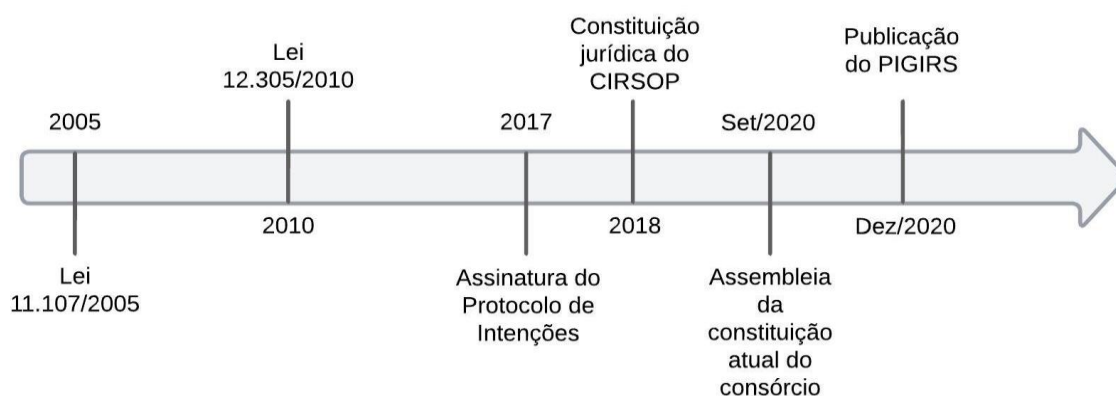 2005
Lei
11.107/2005
Lei
12.305/2010
2010
2017
Assinatura do
Protocolo de
Intenções
Constituição
jurídica do
CIRSOP
2018
Set/2020
Assembleia
da
constituição
atual do
consórcio
Publicação
do PIGIRS
Dez/2020